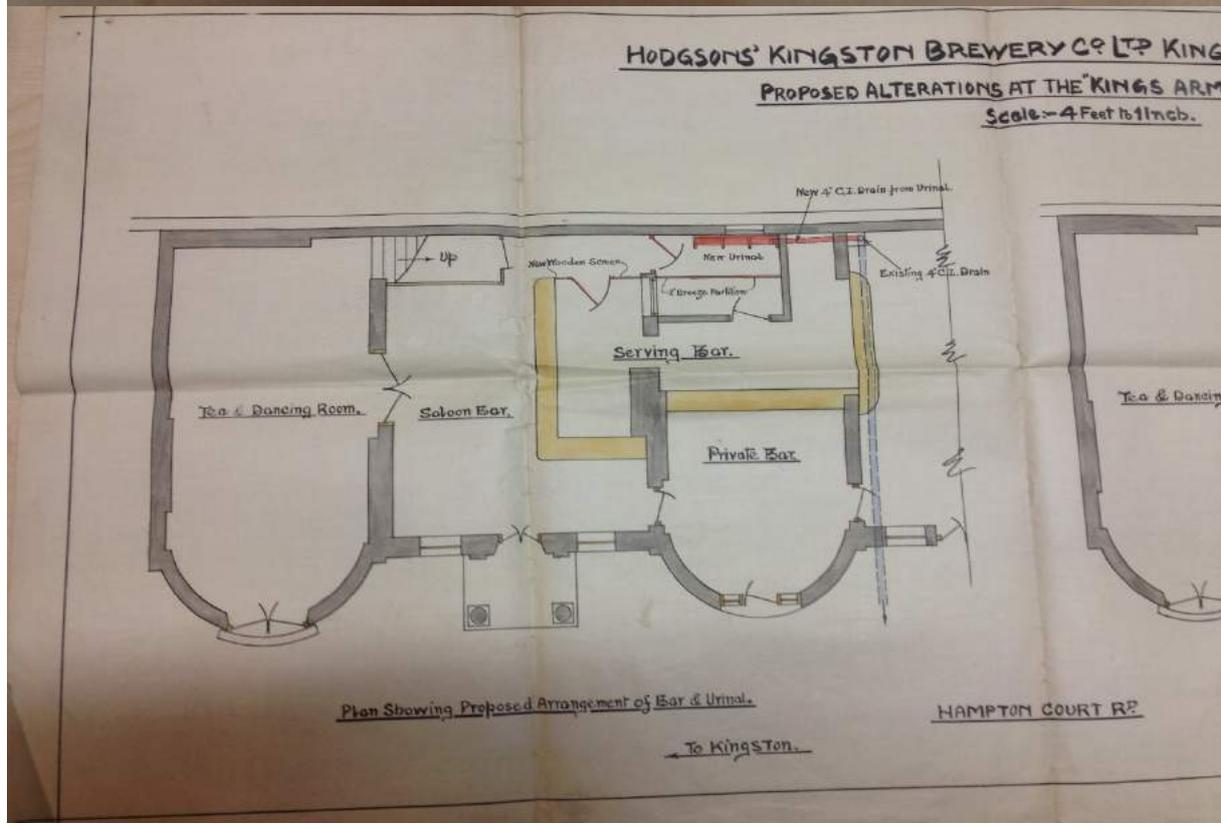 HODGSONS' KINGSTON BREWERY Cº LTD KING
PROPOSED ALTERATIONS AT THE "KINGS ARM
Scale:- 4 Feet to 1 Inch.
New 4" C.I. Drain from Urinal.
Up
New Wooden Screen
New Urinal
Existing 4" C.I. Drain
Breeze Partition
Serving Bar.
Tea & Dancing Room.
Saloon Bar.
Tea & Dancin
Private Bar.
Plan Showing Proposed Arrangement of Bar & Urinal.
HAMPTON COURT RD
To Kingston.